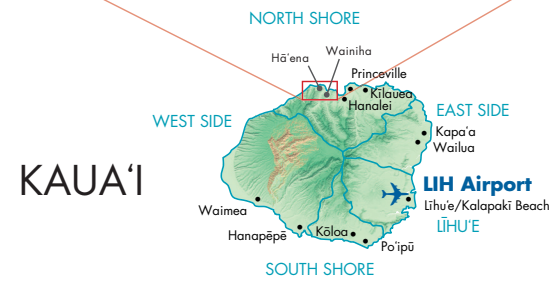 NORTH SHORE
Wainiha
Hā‘ena
Princeville
Kīlauea
Hanalei
WEST SIDE
EAST SIDE
Kapa‘a
Wailua
KAUA‘I
LIH Airport
Līhu‘e/Kalapakī Beach
Waimea
LĪHU‘E
Hanapēpē
Kōloa
Po‘ipū
SOUTH SHORE